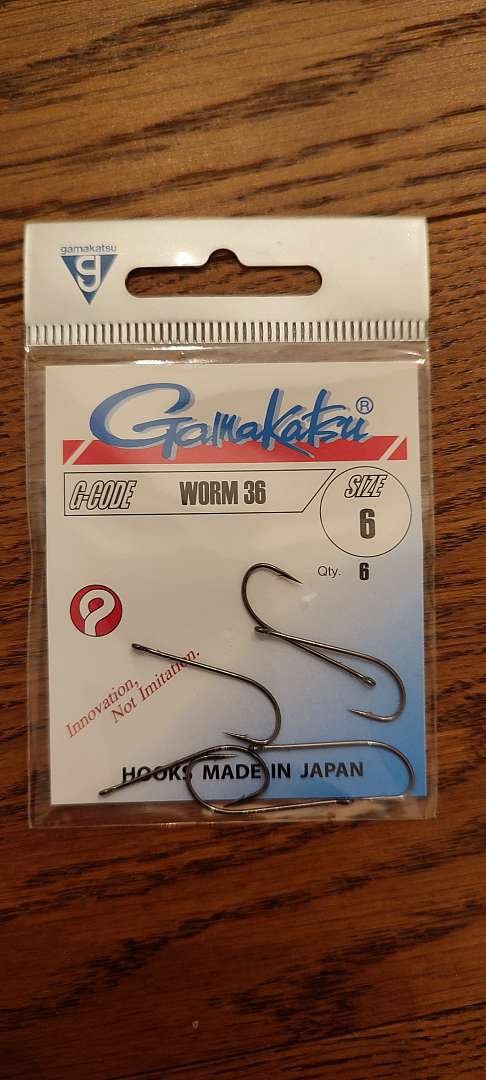 gamakatsu
g
Gamakatsu®
G-CODE WORM 36
SIZE
6
Qty. 6
Innovation,
Not Imitation.
HOOKS MADE IN JAPAN